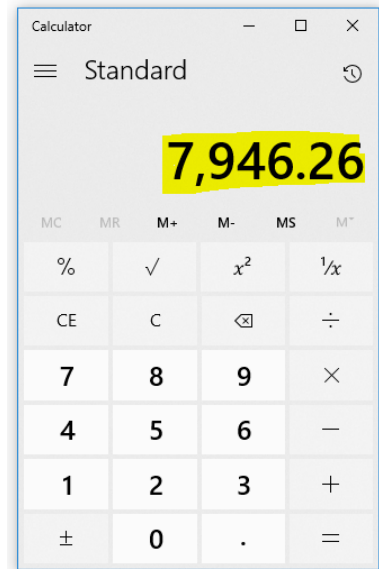 Calculator
Standard
7,946.26
MC MR M+ M- MS M˅
% √ x² ¹/x
CE C ÷
7 8 9 ×
4 5 6 −
1 2 3 +
± 0 . =